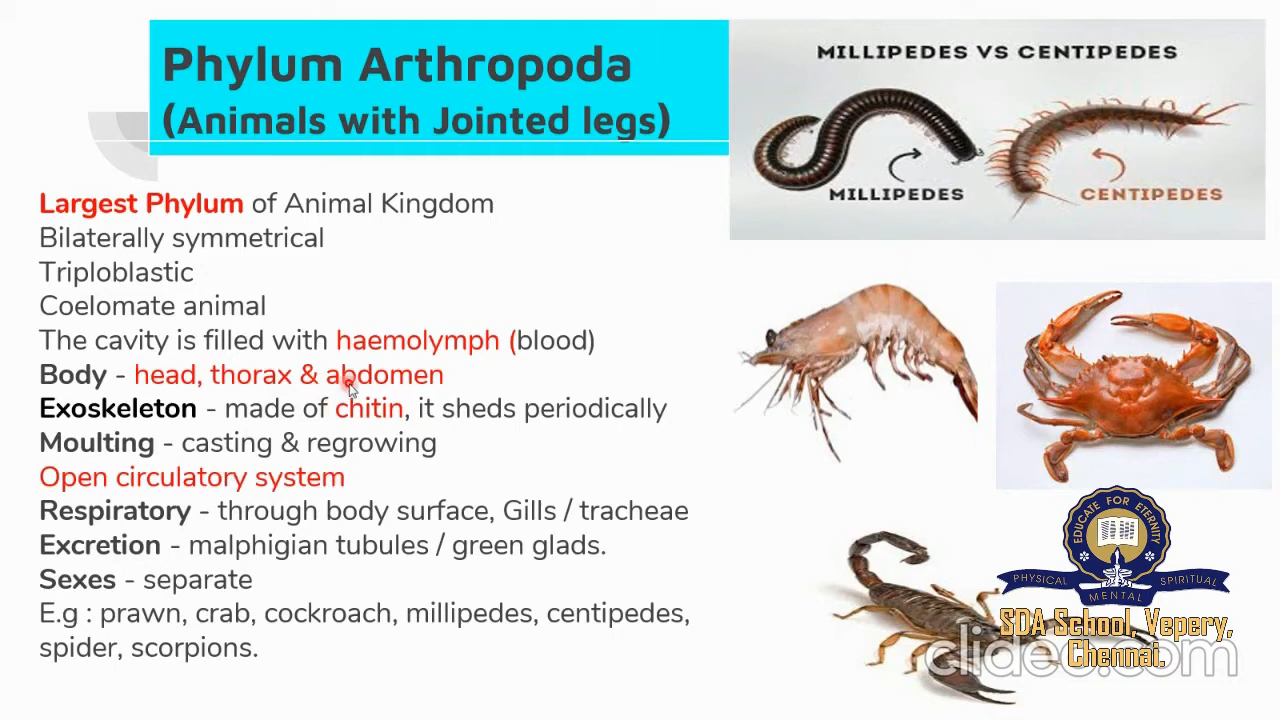 Phylum Arthropoda
(Animals with Jointed legs)
Largest Phylum of Animal Kingdom
Bilaterally symmetrical
Triploblastic
Coelomate animal
The cavity is filled with haemolymph (blood)
Body - head, thorax & abdomen
Exoskeleton - made of chitin, it sheds periodically
Moulting - casting & regrowing
Open circulatory system
Respiratory - through body surface, Gills / tracheae
Excretion - malphigian tubules / green glads.
Sexes - separate
E.g : prawn, crab, cockroach, millipedes, centipedes,
spider, scorpions.
MILLIPEDES VS CENTIPEDES
MILLIPEDES
CENTIPEDES
EDUCATE FOR ETERNITY
PHYSICAL MENTAL SPIRITUAL
SDA School, Vepery,
Chennai.
clideo.com